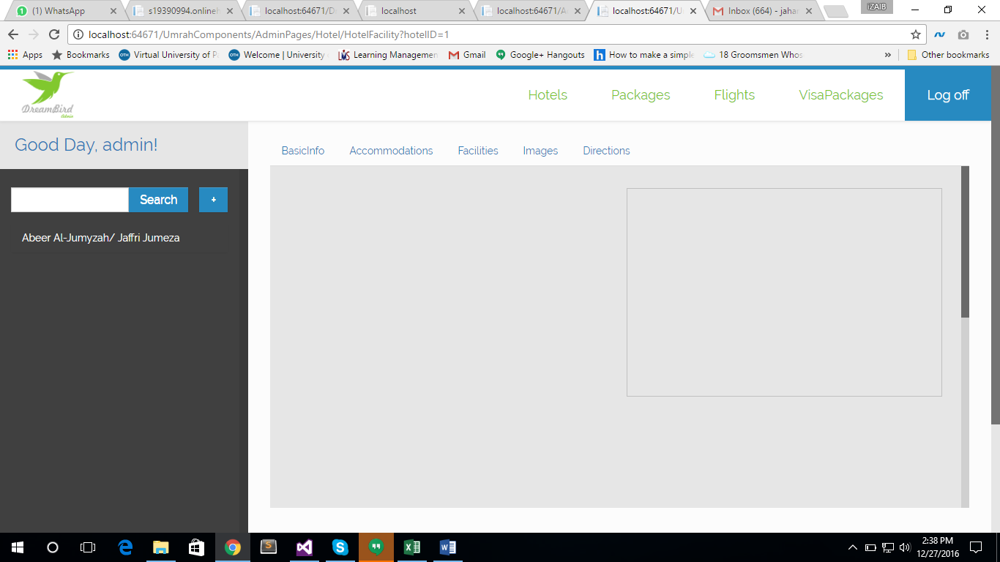 (1) WhatsApp
s19390994.onlineh
localhost:64671/D
localhost
localhost:64671/A
localhost:64671/U
Inbox (664) - jahar
iZAIB
localhost:64671/UmrahComponents/AdminPages/Hotel/HotelFacility?hotelID=1
Apps
Bookmarks
Virtual University of Pa
Welcome | University
Learning Managemen
Gmail
Google+ Hangouts
How to make a simple
18 Groomsmen Whos
»
Other bookmarks
DreamBird
Admin
Hotels
Packages
Flights
VisaPackages
Log off
Good Day, admin!
BasicInfo
Accommodations
Facilities
Images
Directions
Search
+
Abeer Al-Jumyzah/ Jaffri Jumeza
2:38 PM
12/27/2016